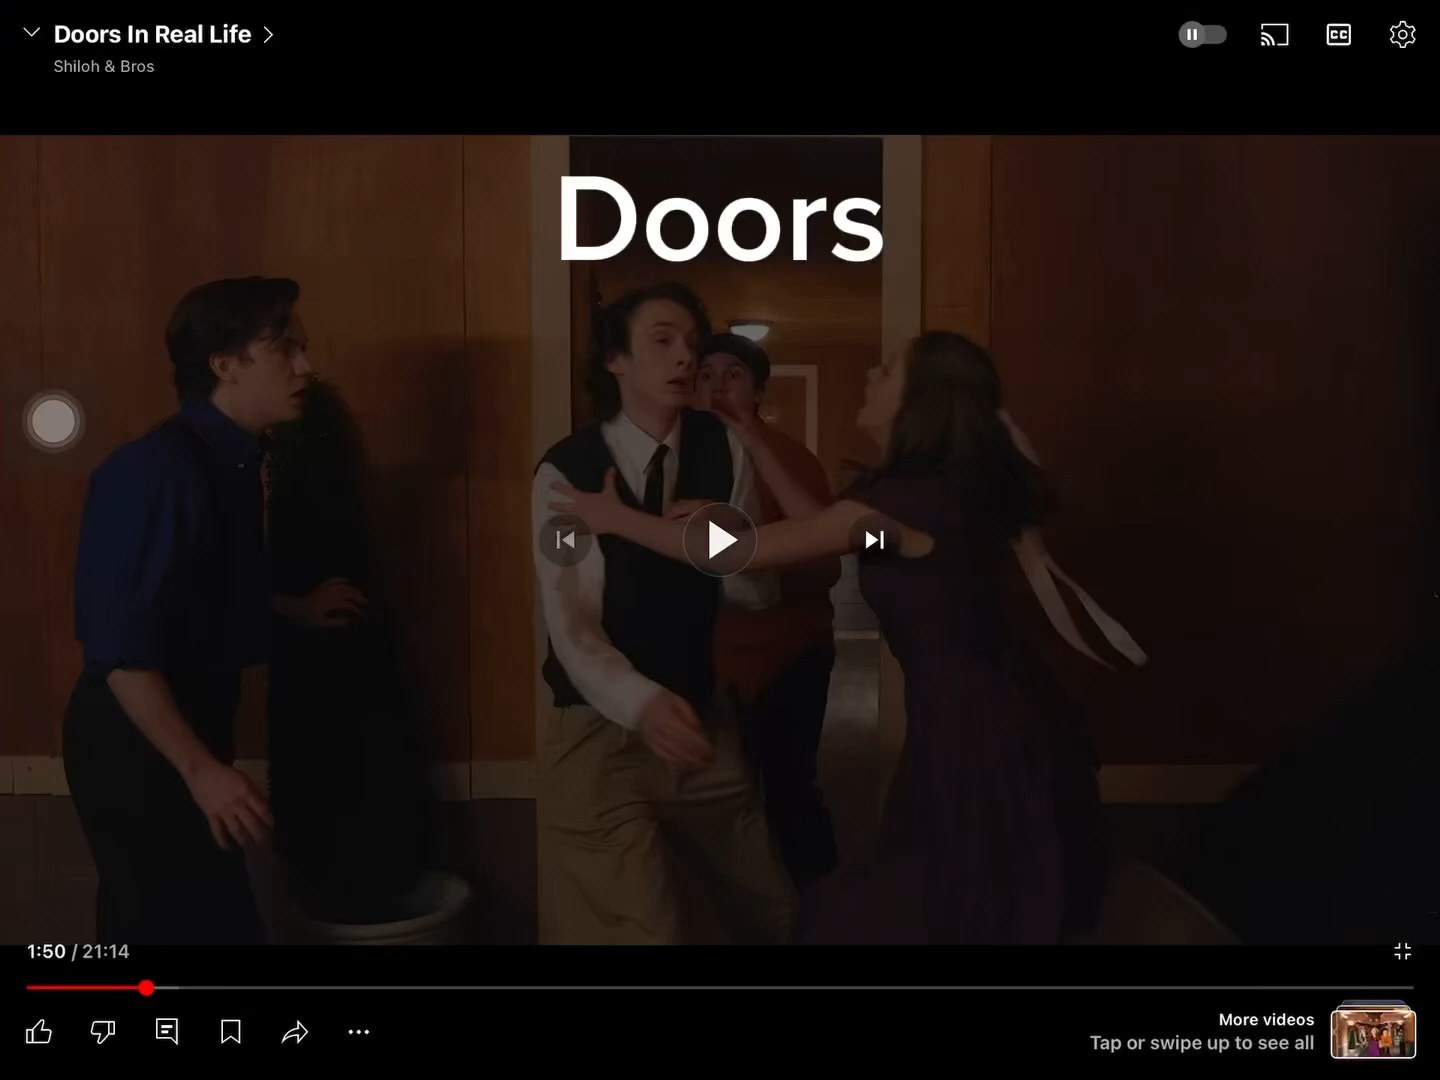 Doors In Real Life
Shiloh & Bros
CC
Doors
1:50 / 21:14
More videos
Tap or swipe up to see all